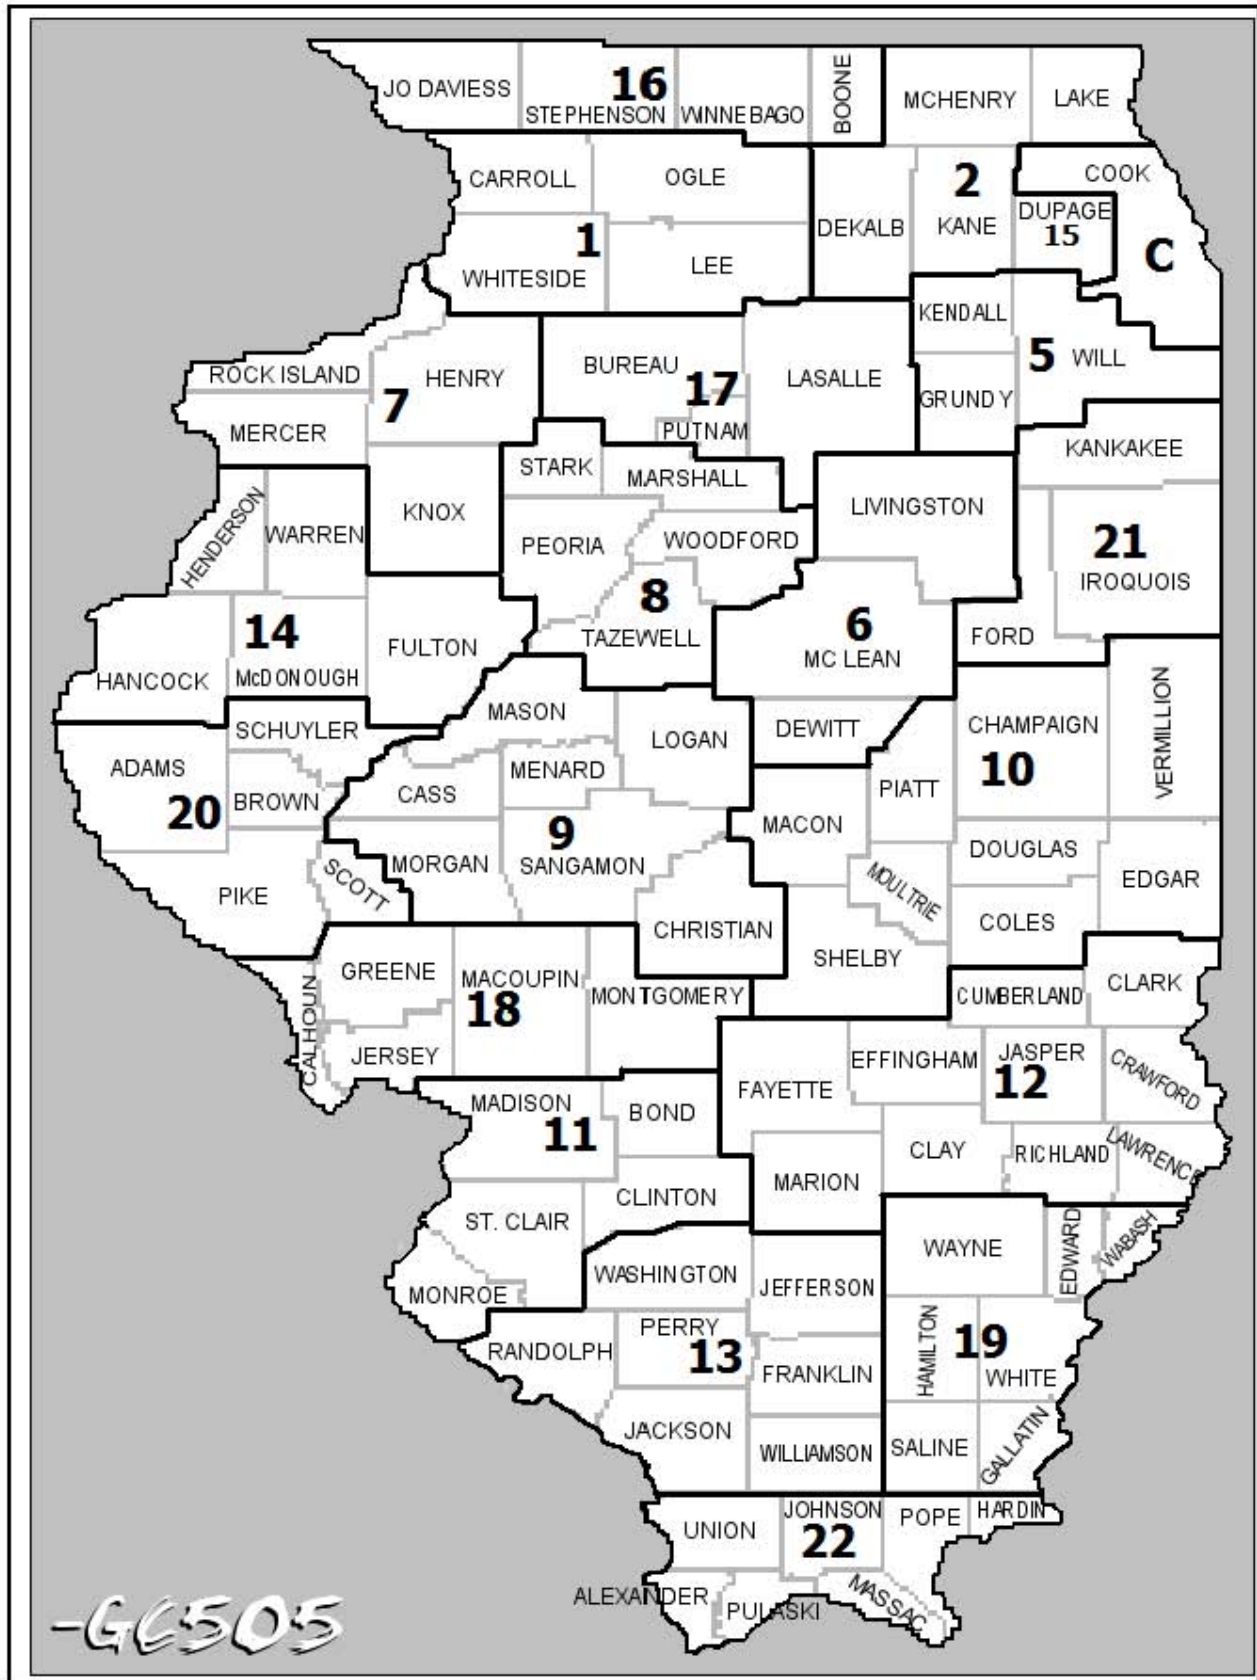 JO DAVIESS
16
STEPHENSON
WINNEBAGO
BOONE
MCHENRY
LAKE
CARROLL
OGLE
2
COOK
DEKALB
KANE
DUPAGE
15
C
1
WHITESIDE
LEE
KENDALL
5
WILL
ROCK ISLAND
HENRY
BUREAU
17
LASALLE
7
GRUNDY
MERCER
PUTNAM
KANKAKEE
STARK
MARSHALL
HENDERSON
WARREN
KNOX
LIVINGSTON
PEORIA
WOODFORD
21
IROQUOIS
8
14
FULTON
TAZEWELL
6
MC LEAN
FORD
HANCOCK
McDONOUGH
MASON
LOGAN
DEWITT
CHAMPAIGN
VERMILLION
SCHUYLER
ADAMS
MENARD
10
20
BROWN
CASS
PIATT
9
MACON
MORGAN
SANGAMON
DOUGLAS
PIKE
SCOTT
MOULTRIE
EDGAR
CHRISTIAN
COLES
SHELBY
GREENE
MACOUPIN
MONTGOMERY
CUMBERLAND
CLARK
18
CALHOUN
JERSEY
EFFINGHAM
JASPER
12
CRAWFORD
FAYETTE
MADISON
BOND
11
CLAY
RICHLAND
LAWRENCE
MARION
CLINTON
ST. CLAIR
WAYNE
EDWARD
WABASH
WASHINGTON
JEFFERSON
MONROE
PERRY
HAMILTON
19
WHITE
RANDOLPH
13
FRANKLIN
JACKSON
WILLIAMSON
SALINE
GALLATIN
UNION
JOHNSON
22
POPE
HARDIN
ALEXANDER
PULASKI
MASSAC
-GC505